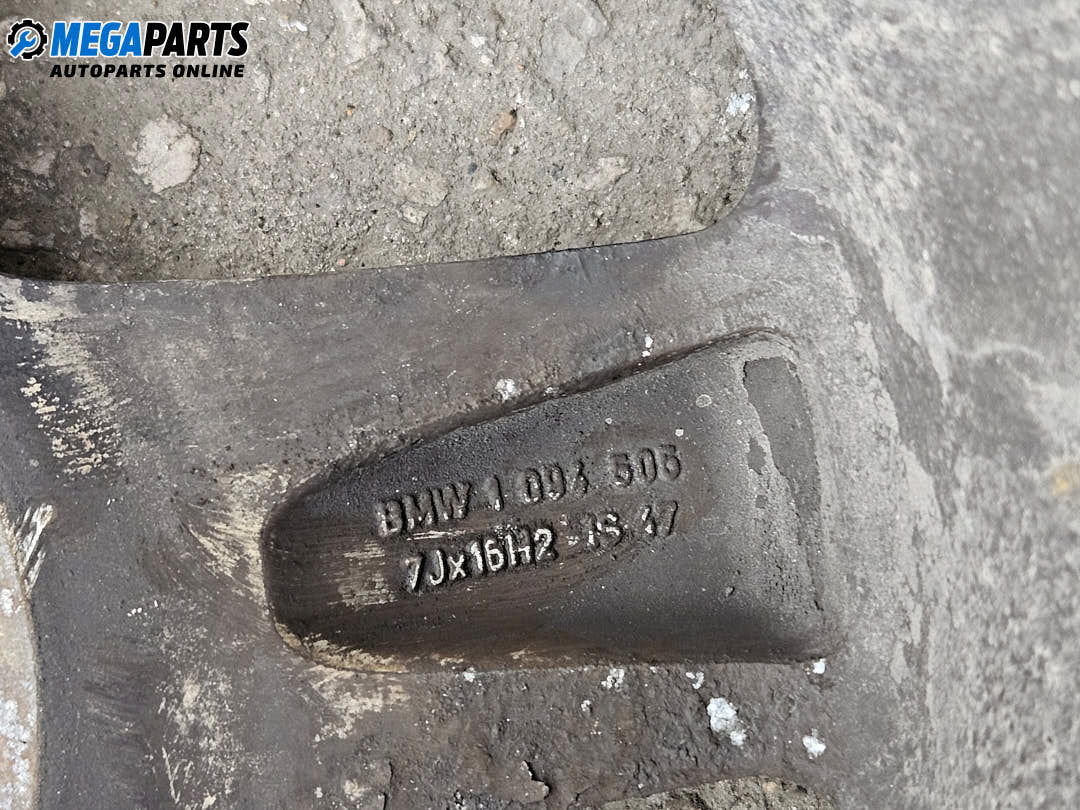 MEGAPARTS
AUTOPARTS ONLINE
BMW 1 094 506
7Jx16H2 IS 47